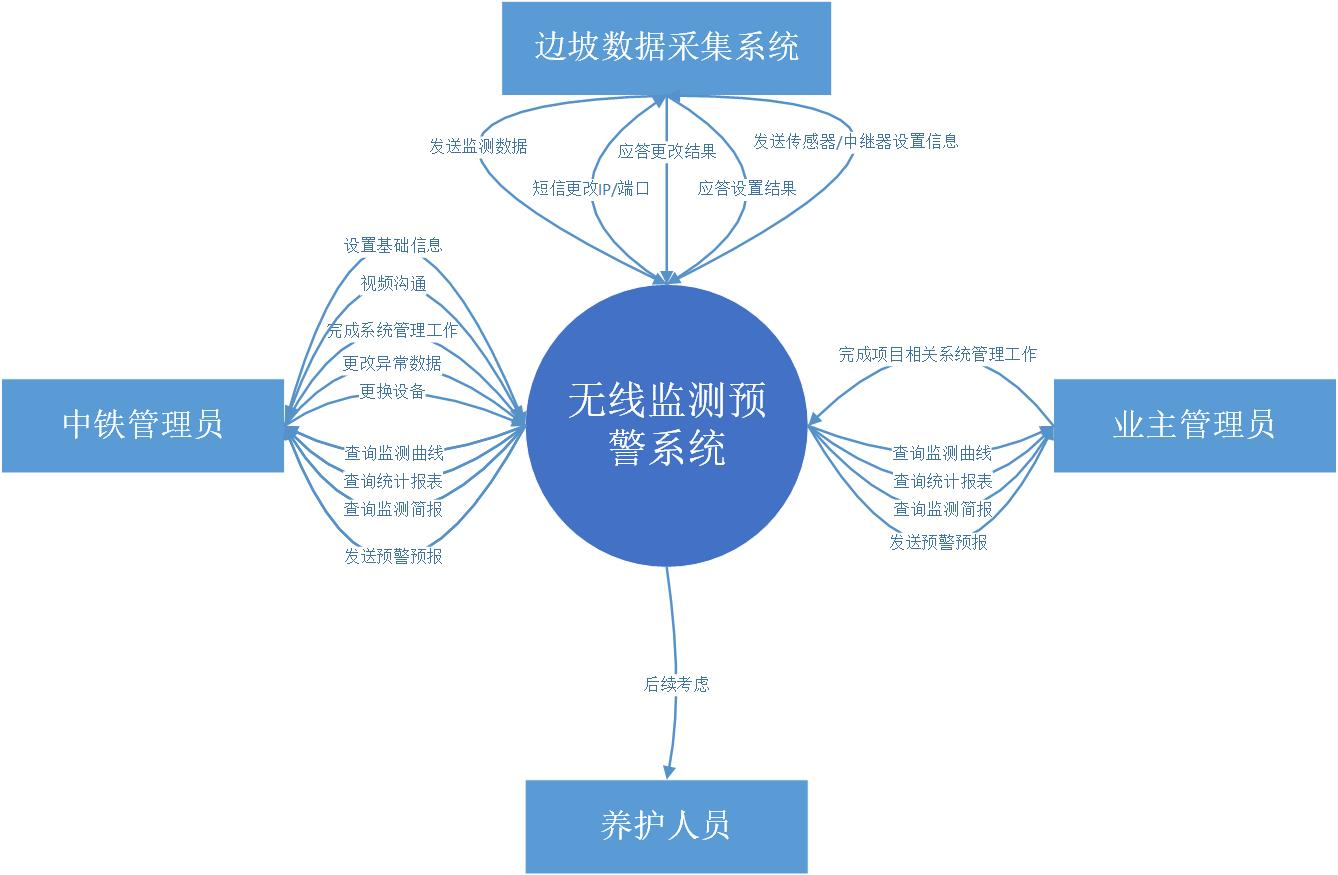 边坡数据采集系统
发送监测数据
发送传感器/中继器设置信息
应答更改结果
短信更改IP/端口
应答设置结果
设置基础信息
视频沟通
完成系统管理工作
更改异常数据
更换设备
完成项目相关系统管理工作
中铁管理员
无线监测预
警系统
业主管理员
查询监测曲线
查询统计报表
查询监测简报
发送预警预报
查询监测曲线
查询统计报表
查询监测简报
发送预警预报
后续考虑
养护人员